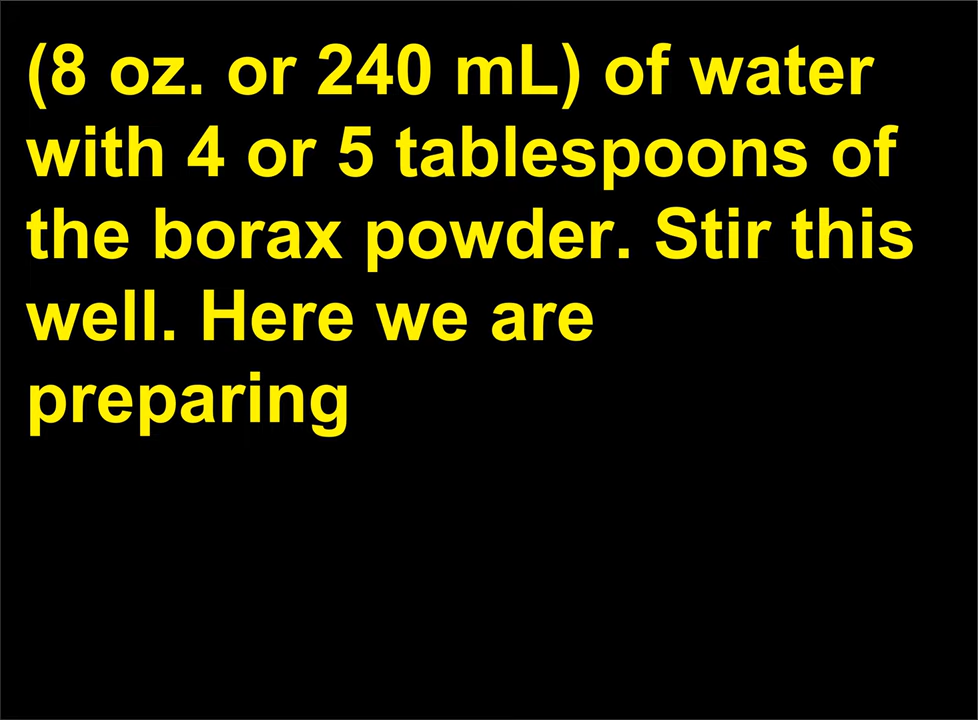 (8 oz. or 240 mL) of water
with 4 or 5 tablespoons of
the borax powder. Stir this
well. Here we are
preparing